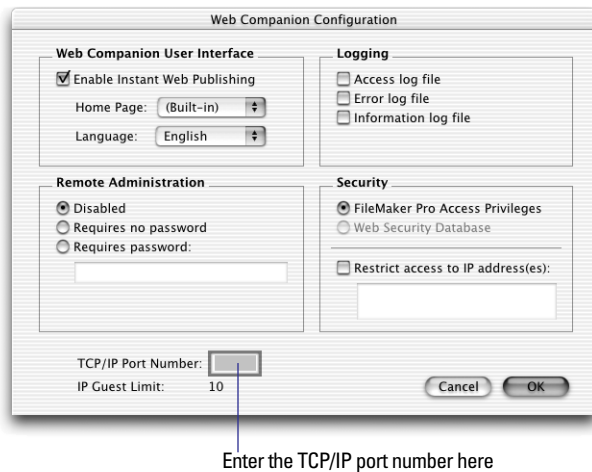 Web Companion Configuration
Web Companion User Interface
Enable Instant Web Publishing
Home Page: (Built-in)
Language: English
Logging
Access log file
Error log file
Information log file
Remote Administration
Disabled
Requires no password
Requires password:
Security
FileMaker Pro Access Privileges
Web Security Database
Restrict access to IP address(es):
TCP/IP Port Number:
IP Guest Limit: 10
Cancel OK
Enter the TCP/IP port number here